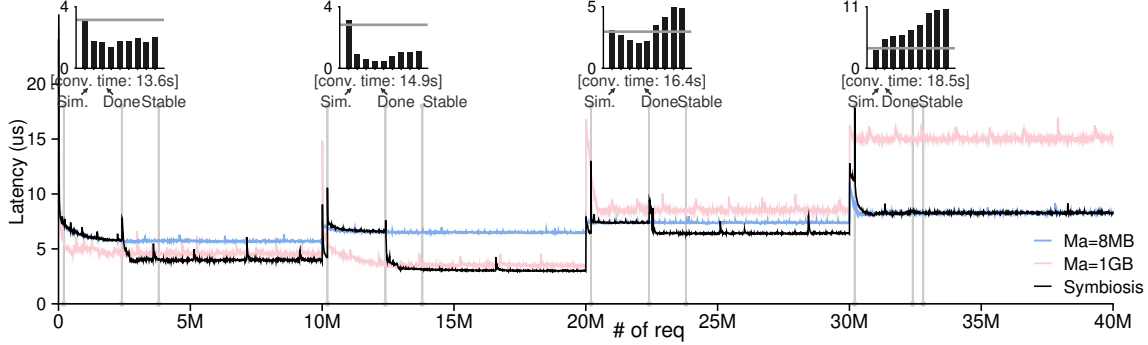 4
0
[conv. time: 13.6s]
Sim. Done Stable
4
0
[conv. time: 14.9s]
Sim. Done Stable
5
0
[conv. time: 16.4s]
Sim. Done Stable
11
0
[conv. time: 18.5s]
Sim. Done Stable
Latency (us)
20
15
10
5
0
Ma=8MB
Ma=1GB
Symbiosis
0 5M 10M 15M 20M 25M 30M 35M 40M
# of req